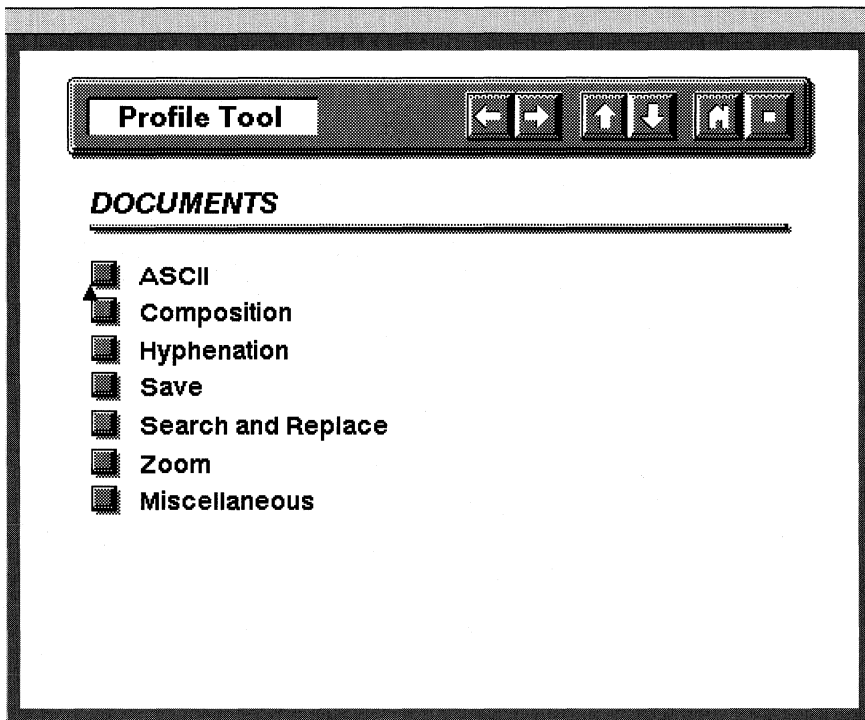 Profile Tool
DOCUMENTS
ASCII
Composition
Hyphenation
Save
Search and Replace
Zoom
Miscellaneous